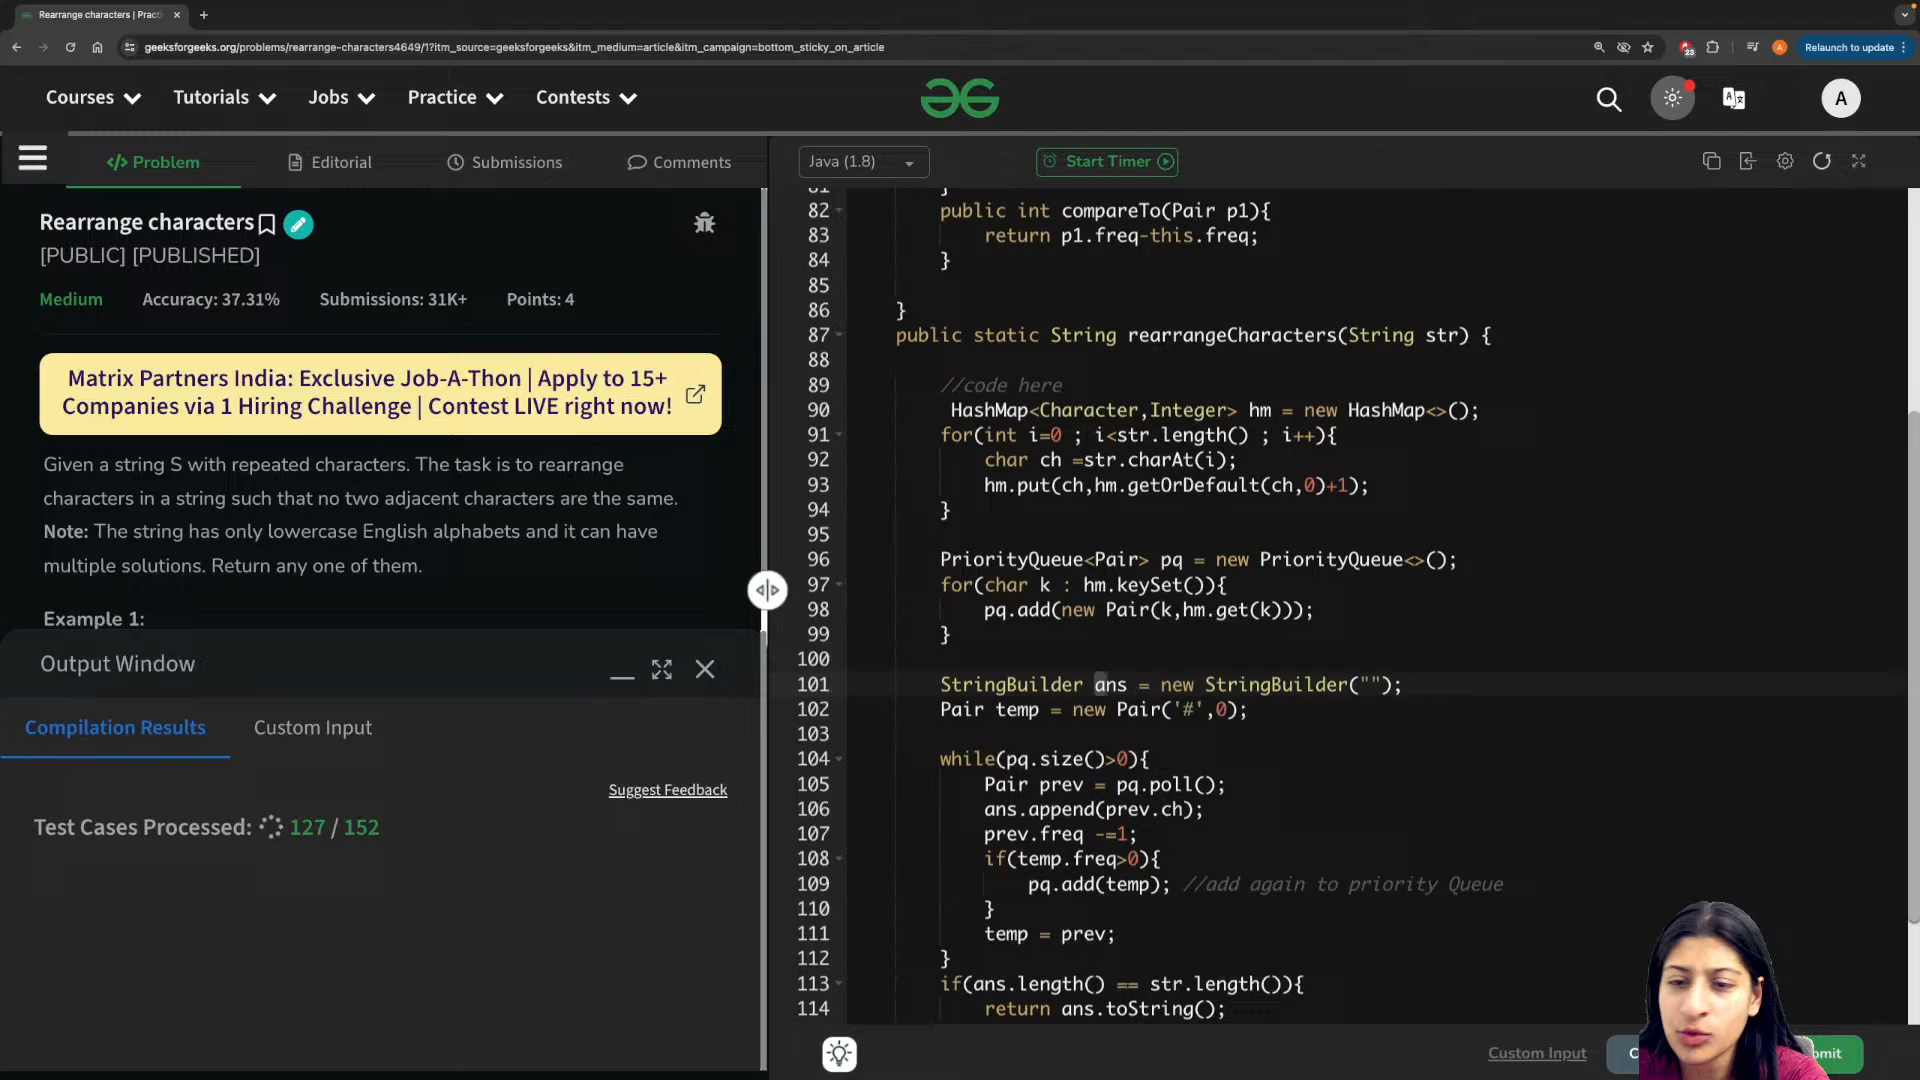 Rearrange characters | Practi
geeksforgeeks.org/problems/rearrange-characters4649/1?itm_source=geeksforgeeks&itm_medium=article&itm_campaign=bottom_sticky_on_article
23
A
Relaunch to update
Courses
Tutorials
Jobs
Practice
Contests
A
Problem
Editorial
Submissions
Comments
Java (1.8)
Start Timer
Rearrange characters
[PUBLIC] [PUBLISHED]
Medium
Accuracy: 37.31%
Submissions: 31K+
Points: 4
Matrix Partners India: Exclusive Job-A-Thon | Apply to 15+
Companies via 1 Hiring Challenge | Contest LIVE right now!
Given a string S with repeated characters. The task is to rearrange
characters in a string such that no two adjacent characters are the same.
Note: The string has only lowercase English alphabets and it can have
multiple solutions. Return any one of them.
Example 1:
Output Window
Compilation Results
Custom Input
Suggest Feedback
Test Cases Processed: 127 / 152
81 }
82 public int compareTo(Pair p1){
83 return p1.freq-this.freq;
84 }
85
86 }
87 public static String rearrangeCharacters(String str) {
88
89 //code here
90 HashMap<Character,Integer> hm = new HashMap<>();
91 for(int i=0 ; i<str.length() ; i++){
92 char ch =str.charAt(i);
93 hm.put(ch,hm.getOrDefault(ch,0)+1);
94 }
95
96 PriorityQueue<Pair> pq = new PriorityQueue<>();
97 for(char k : hm.keySet()){
98 pq.add(new Pair(k,hm.get(k)));
99 }
100
101 StringBuilder ans = new StringBuilder("");
102 Pair temp = new Pair('#',0);
103
104 while(pq.size()>0){
105 Pair prev = pq.poll();
106 ans.append(prev.ch);
107 prev.freq -=1;
108 if(temp.freq>0){
109 pq.add(temp); //add again to priority Queue
110 }
111 temp = prev;
112 }
113 if(ans.length() == str.length()){
114 return ans.toString();
Custom Input